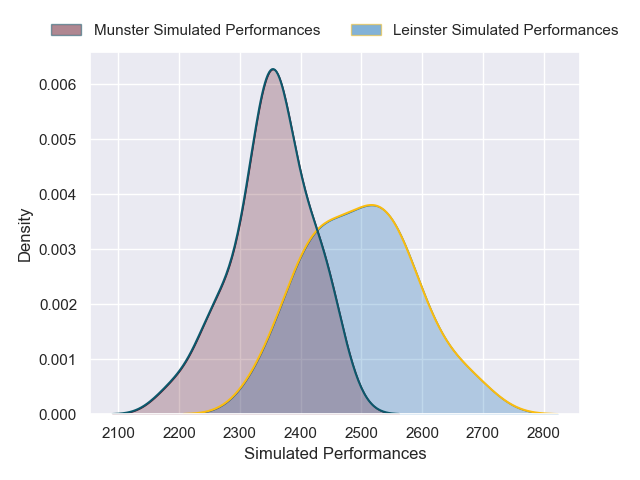 Munster Simulated Performances
Leinster Simulated Performances
0.006
0.005
0.004
0.003
0.002
0.001
0.000
Density
2100 2200 2300 2400 2500 2600 2700 2800
Simulated Performances